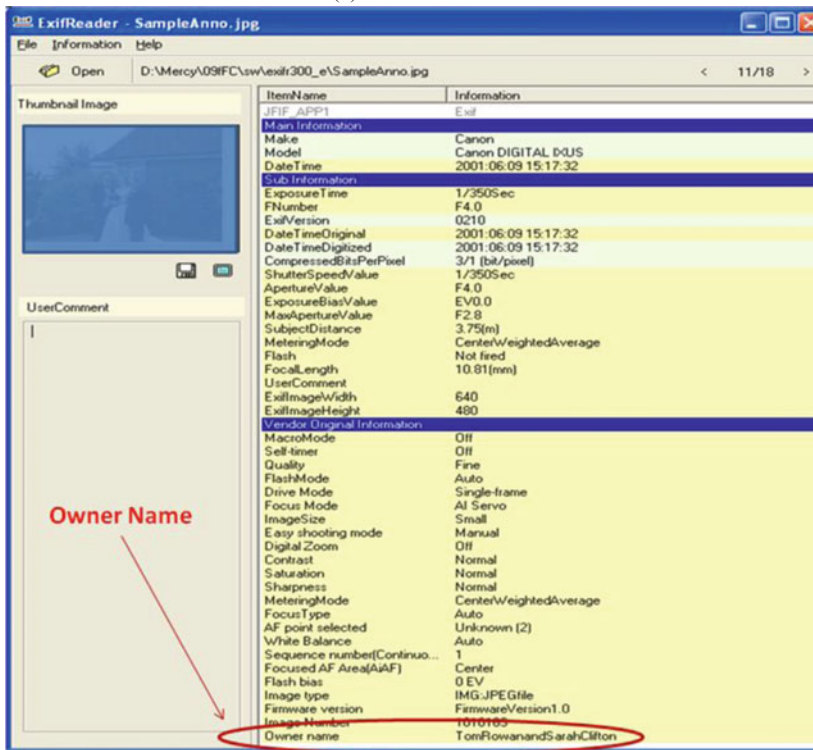 ExifReader - SampleAnno.jpg
File Information Help
Open D:\Mercy\09IFC\sw\exifr300_e\SampleAnno.jpg < 11/18 >
Thumbnail Image
UserComment
Owner Name
ItemName Information
JFIF_APP1 Exif
Main Information
Make Canon
Model Canon DIGITAL IXUS
DateTime 2001:06:09 15:17:32
Sub Information
ExposureTime 1/350Sec
FNumber F4.0
ExifVersion 0210
DateTimeOriginal 2001:06:09 15:17:32
DateTimeDigitized 2001:06:09 15:17:32
CompressedBitsPerPixel 3/1 (bit/pixel)
ShutterSpeedValue 1/350Sec
ApertureValue F4.0
ExposureBiasValue EV0.0
MaxApertureValue F2.8
SubjectDistance 3.75(m)
MeteringMode CenterWeightedAverage
Flash Not fired
FocalLength 10.81(mm)
UserComment
ExifImageWidth 640
ExifImageHeight 480
Vendor Original Information
MacroMode Off
Self-timer Off
Quality Fine
FlashMode Auto
Drive Mode Single-frame
Focus Mode AI Servo
ImageSize Small
Easy shooting mode Manual
Digital Zoom Off
Contrast Normal
Saturation Normal
Sharpness Normal
MeteringMode CenterWeightedAverage
FocusType Auto
AF point selected Unknown (2)
White Balance Auto
Sequence number(Continuo... 1
Focused AF Area(AiAF) Center
Flash bias 0 EV
Image type IMG:JPEGfile
Firmware version FirmwareVersion1.0
Image Number
Owner name TomRowanandSarahClifton